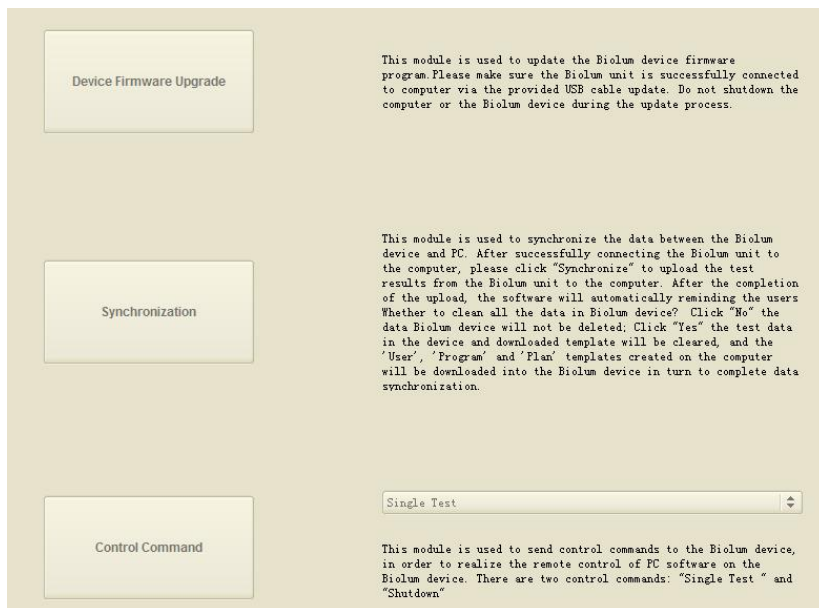 Device Firmware Upgrade
This module is used to update the Biolum device firmware
program.Please make sure the Biolum unit is successfully connected
to computer via the provided USB cable update. Do not shutdown the
computer or the Biolum device during the update process.
Synchronization
This module is used to synchronize the data between the Biolum
device and PC. After successfully connecting the Biolum unit to
the computer, please click "Synchronize" to upload the test
results from the Biolum unit to the computer. After the completion
of the upload, the software will automatically reminding the users
Whether to clean all the data in Biolum device? Click "No" the
data Biolum device will not be deleted; Click "Yes" the test data
in the device and downloaded template will be cleared, and the
'User', 'Program' and 'Plan' templates created on the computer
will be downloaded into the Biolum device in turn to complete data
synchronization.
Control Command
Single Test
This module is used to send control commands to the Biolum device,
in order to realize the remote control of PC software on the
Biolum device. There are two control commands: "Single Test " and
"Shutdown"